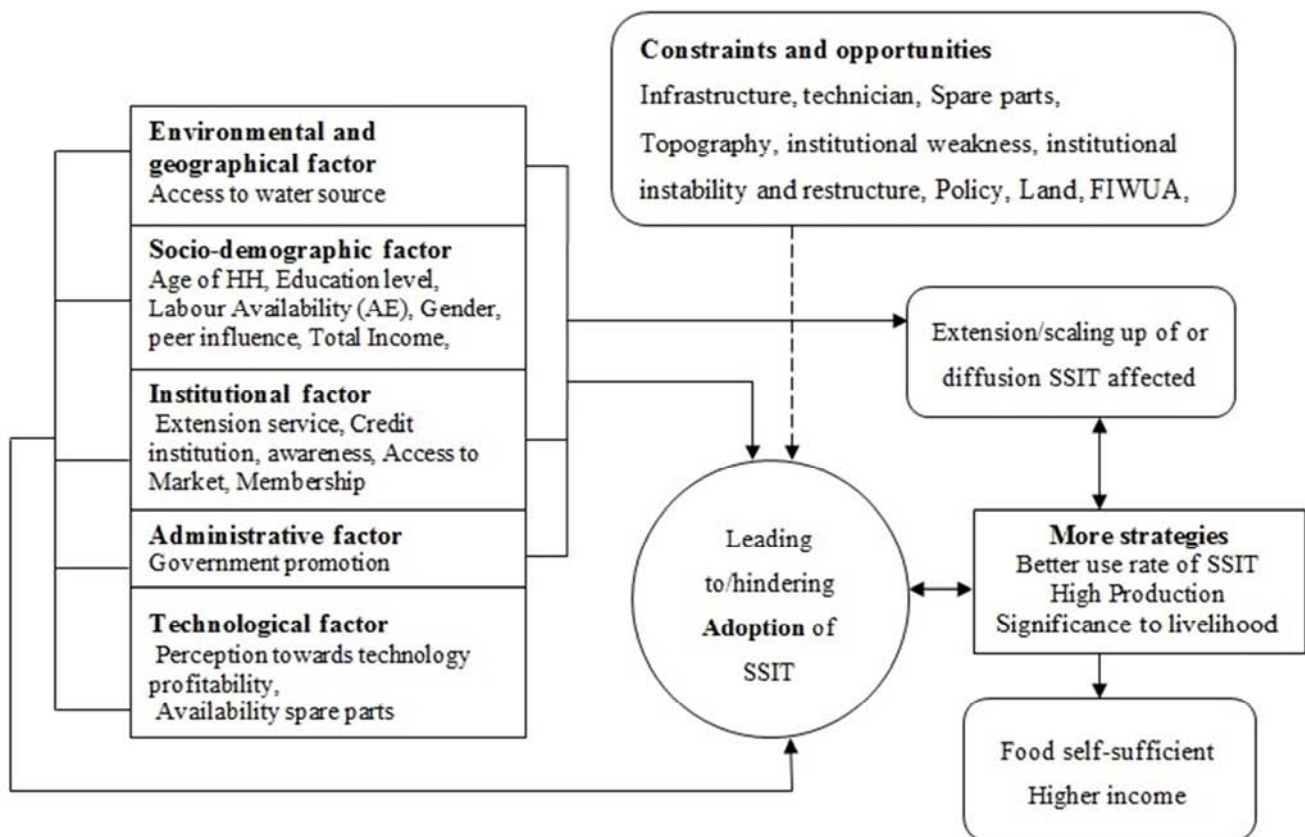 Constraints and opportunities
Infrastructure, technician, Spare parts,
Topography, institutional weakness, institutional
instability and restructure, Policy, Land, FIWUA,
Environmental and
geographical factor
Access to water source
Socio-demographic factor
Age of HH, Education level,
Labour Availability (AE), Gender,
peer influence, Total Income,
Institutional factor
Extension service, Credit
institution, awareness, Access to
Market, Membership
Administrative factor
Government promotion
Technological factor
Perception towards technology
profitability,
Availability spare parts
Leading
to/hindering
Adoption of
SSIT
Extension/scaling up of or
diffusion SSIT affected
More strategies
Better use rate of SSIT
High Production
Significance to livelihood
Food self-sufficient
Higher income